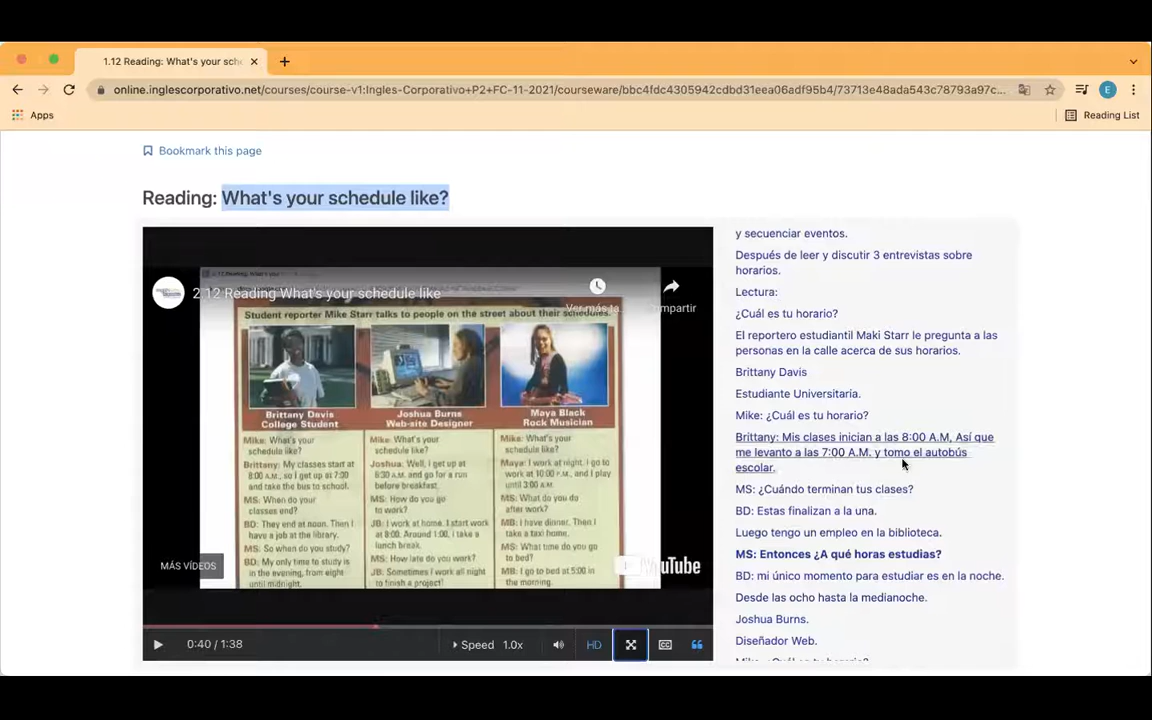 1.12 Reading: What's your sche
online.inglescorporativo.net/courses/course-v1:Ingles-Corporativo+P2+FC-11-2021/courseware/bbc4fdc4305942cdbd31eea06adf95b4/73713e48ada543c78793a97c...
E
Apps
Reading List
Bookmark this page
Reading: What's your schedule like?
2.12 Reading What's your schedule like
Ver más ta...
Student reporter Mike Starr talks to people on the street about their schedules.
Brittany Davis
College Student
Mike: What's your
schedule like?
Brittany: My classes start at
8:00 A.M., so I get up at 7:00
and take the bus to school.
MS: When do your
classes end?
BD: They end at noon. Then I
have a job at the library.
MS: So when do you study?
BD: My only time to study is
in the evening, from eight
until midnight.
Joshua Burns
Web-site Designer
Mike: What's your
schedule like?
Joshua: Well, I get up at
6:30 A.M. and go for a run
before breakfast.
MS: How do you go
to work?
JB: I work at home. I start work
at 8:00. Around 1:00, I take a
lunch break.
MS: How late do you work?
JB: Sometimes I work all night
to finish a project!
Maya Black
Rock Musician
Mike: What's your
schedule like?
Maya: I work at night. I go to
work at 10:00 P.M., and I play
until 3:00 A.M.
MS: What do you do
after work?
MB: I have dinner. Then I
take a taxi home.
MS: What time do you go
to bed?
MB: I go to bed at 5:00 in
the morning.
MÁS VÍDEOS
YouTube
0:40 / 1:38
Speed 1.0x
HD
y secuenciar eventos.
Después de leer y discutir 3 entrevistas sobre
horarios.
Lectura:
¿Cuál es tu horario?
El reportero estudiantil Maki Starr le pregunta a las
personas en la calle acerca de sus horarios.
Brittany Davis
Estudiante Universitaria.
Mike: ¿Cuál es tu horario?
Brittany: Mis clases inician a las 8:00 A.M, Así que
me levanto a las 7:00 A.M. y tomo el autobús
escolar.
MS: ¿Cuándo terminan tus clases?
BD: Estas finalizan a la una.
Luego tengo un empleo en la biblioteca.
MS: Entonces ¿A qué horas estudias?
BD: mi único momento para estudiar es en la noche.
Desde las ocho hasta la medianoche.
Joshua Burns.
Diseñador Web.
Mike: ¿Cuál es tu horario?